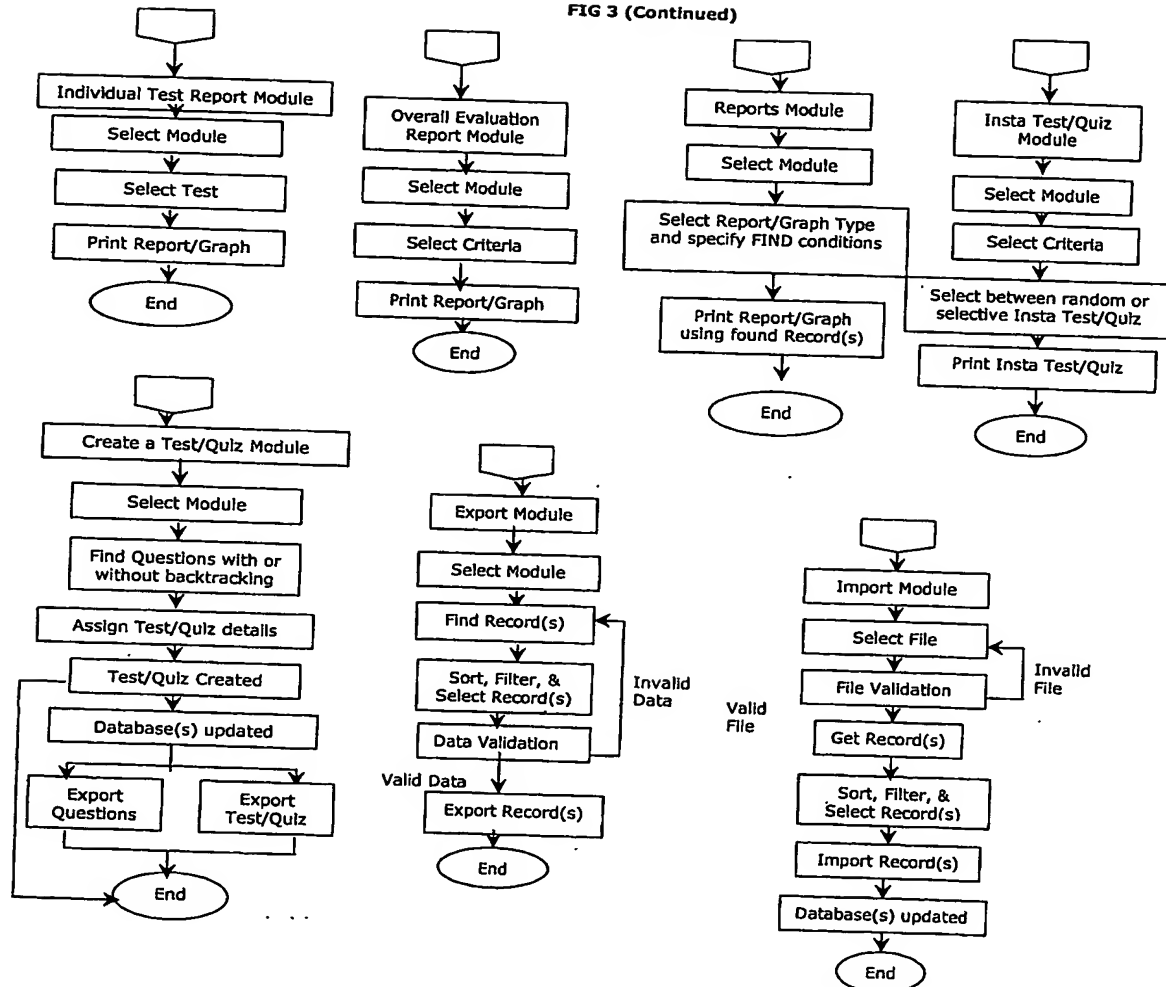 FIG 3 (Continued)
Individual Test Report Module
Select Module
Select Test
Print Report/Graph
End
Overall Evaluation
Report Module
Select Module
Select Criteria
Print Report/Graph
End
Reports Module
Select Module
Select Report/Graph Type
and specify FIND conditions
Print Report/Graph
using found Record(s)
End
Insta Test/Quiz
Module
Select Module
Select Criteria
Select between random or
selective Insta Test/Quiz
Print Insta Test/Quiz
End
Create a Test/Quiz Module
Select Module
Find Questions with or
without backtracking
Assign Test/Quiz details
Test/Quiz Created
Database(s) updated
Export
Questions
Export
Test/Quiz
End
Export Module
Select Module
Find Record(s)
Sort, Filter, &
Select Record(s)
Invalid
Data
Data Validation
Valid Data
Export Record(s)
End
Import Module
Select File
Invalid
File
File Validation
Valid
File
Get Record(s)
Sort, Filter, &
Select Record(s)
Import Record(s)
Database(s) updated
End